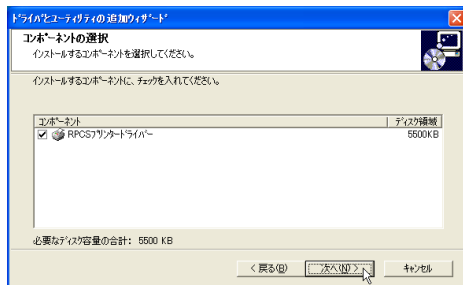 ﾄﾞﾗｲﾊﾞとﾕｰﾃｨﾘﾃｨの追加ｳｨｻﾞｰﾄﾞ
ｺﾝﾎﾟｰﾈﾝﾄの選択
ｲﾝｽﾄｰﾙするｺﾝﾎﾟｰﾈﾝﾄを選択してください。
ｲﾝｽﾄｰﾙするｺﾝﾎﾟｰﾈﾝﾄに、ﾁｪｯｸを入れてください。
ｺﾝﾎﾟｰﾈﾝﾄ ﾃﾞｨｽｸ領域
RPCSﾌﾟﾘﾝﾀｰﾄﾞﾗｲﾊﾞｰ 5500KB
必要なﾃﾞｨｽｸ容量の合計: 5500 KB
< 戻る(B) 次へ(N) > ｷｬﾝｾﾙ